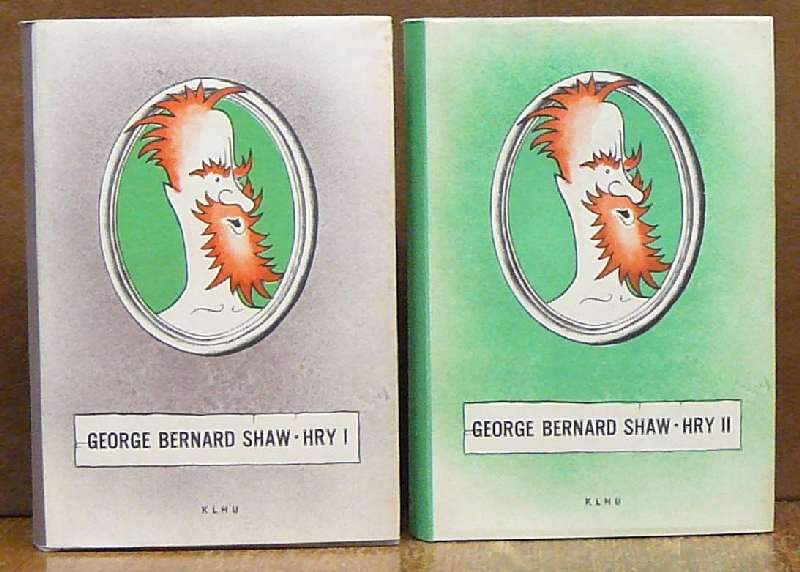 GEORGE BERNARD SHAW · HRY I
KLHU
GEORGE BERNARD SHAW · HRY II
KLHU